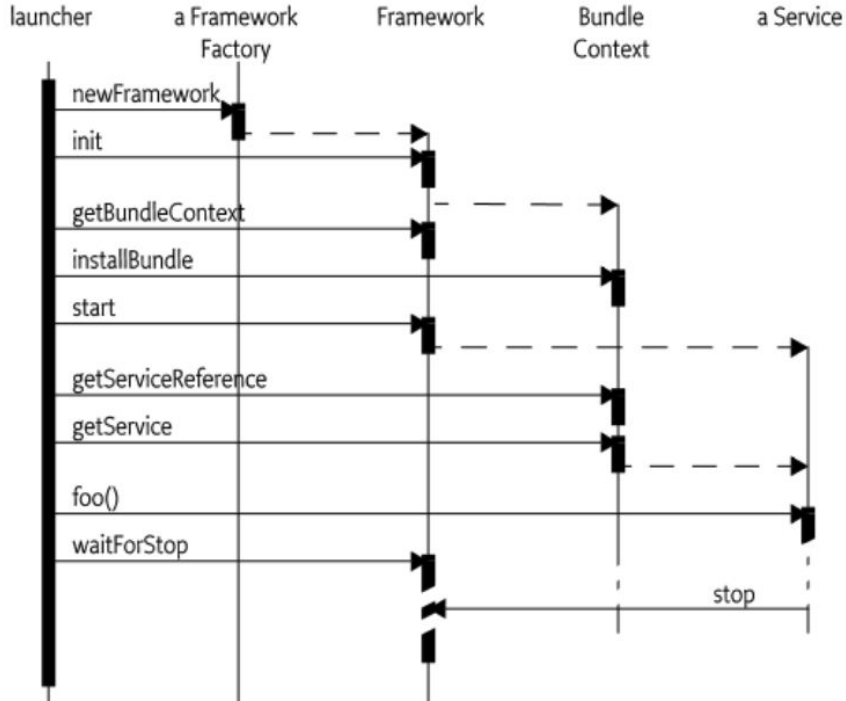 launcher
a Framework
Factory
Framework
Bundle
Context
a Service
newFramework
init
getBundleContext
installBundle
start
getServiceReference
getService
foo()
waitForStop
stop